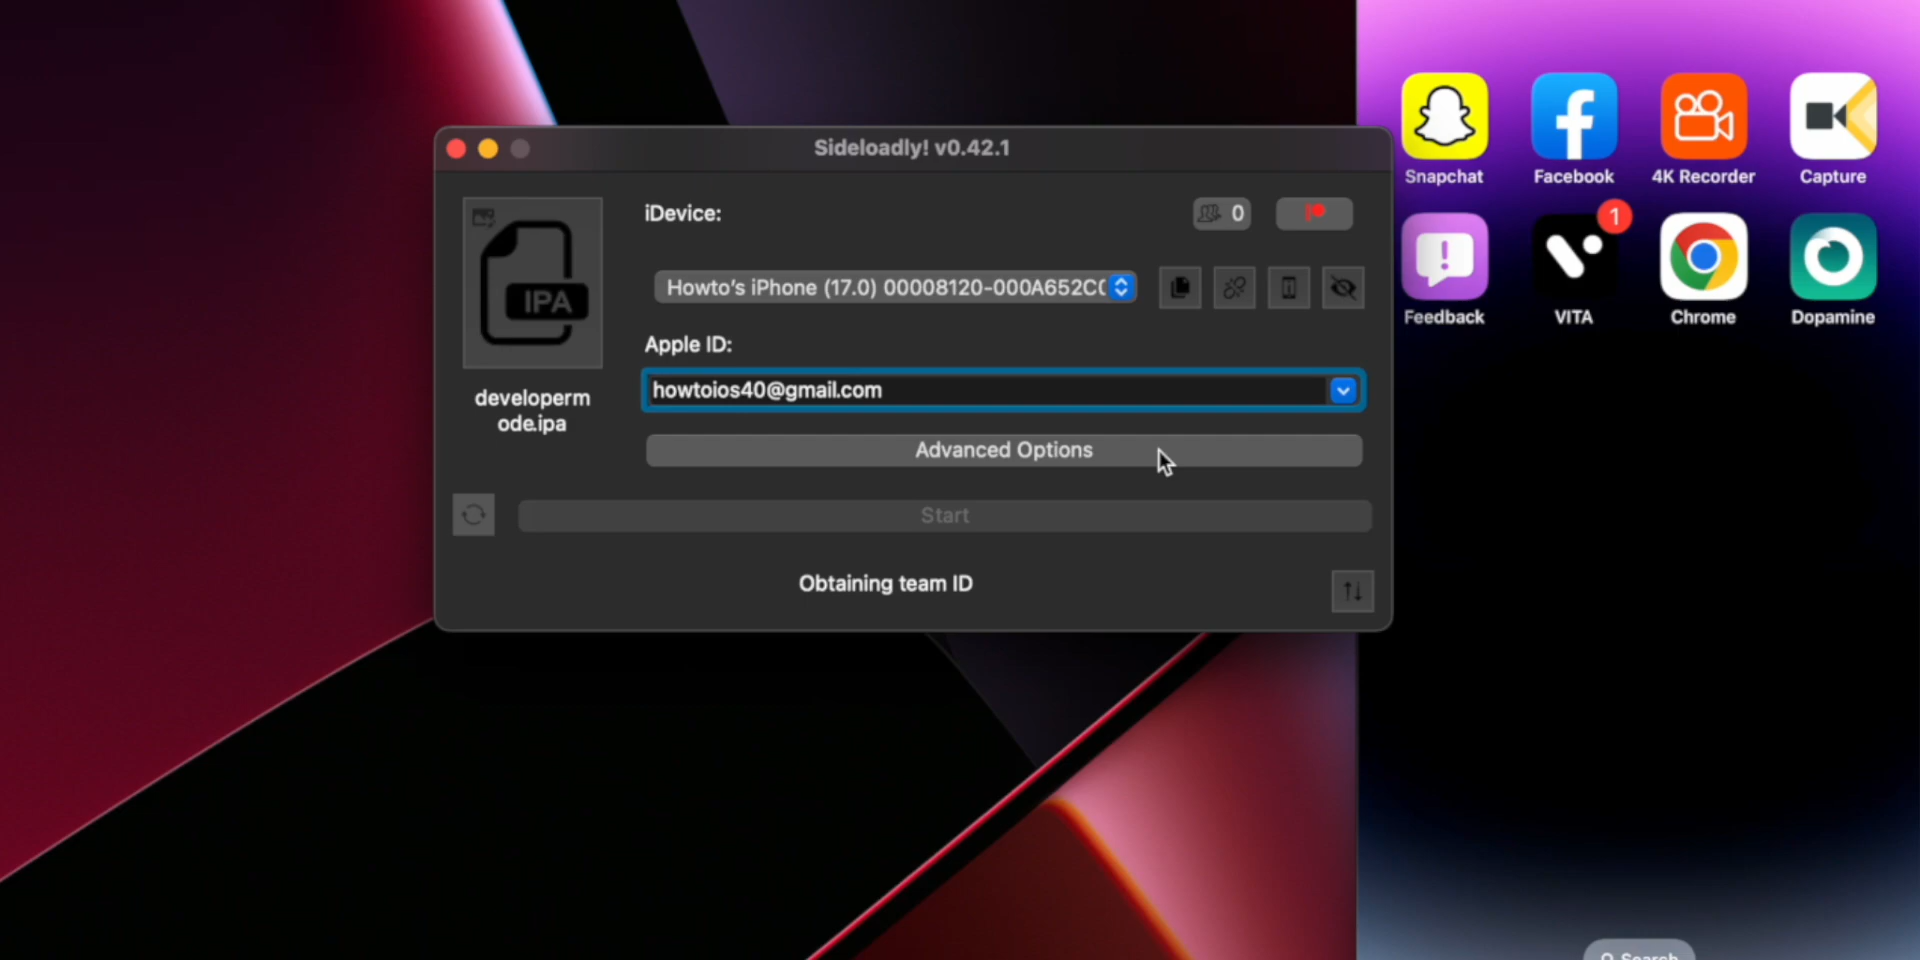 Sideloadly! v0.42.1
iDevice:
0
IPA
Howto's iPhone (17.0) 00008120-000A652C
Apple ID:
developerm
ode.ipa
howtoios40@gmail.com
Advanced Options
Start
Obtaining team ID
Snapchat
Facebook
4K Recorder
Capture
1
Feedback
VITA
Chrome
Dopamine
Search